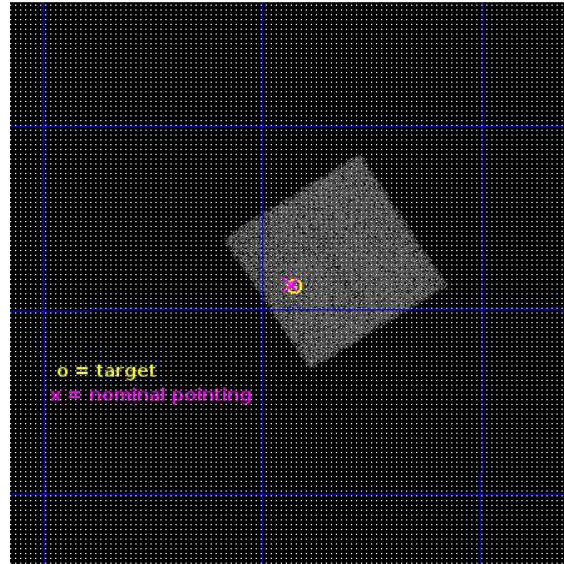 o = target
x = nominal pointing